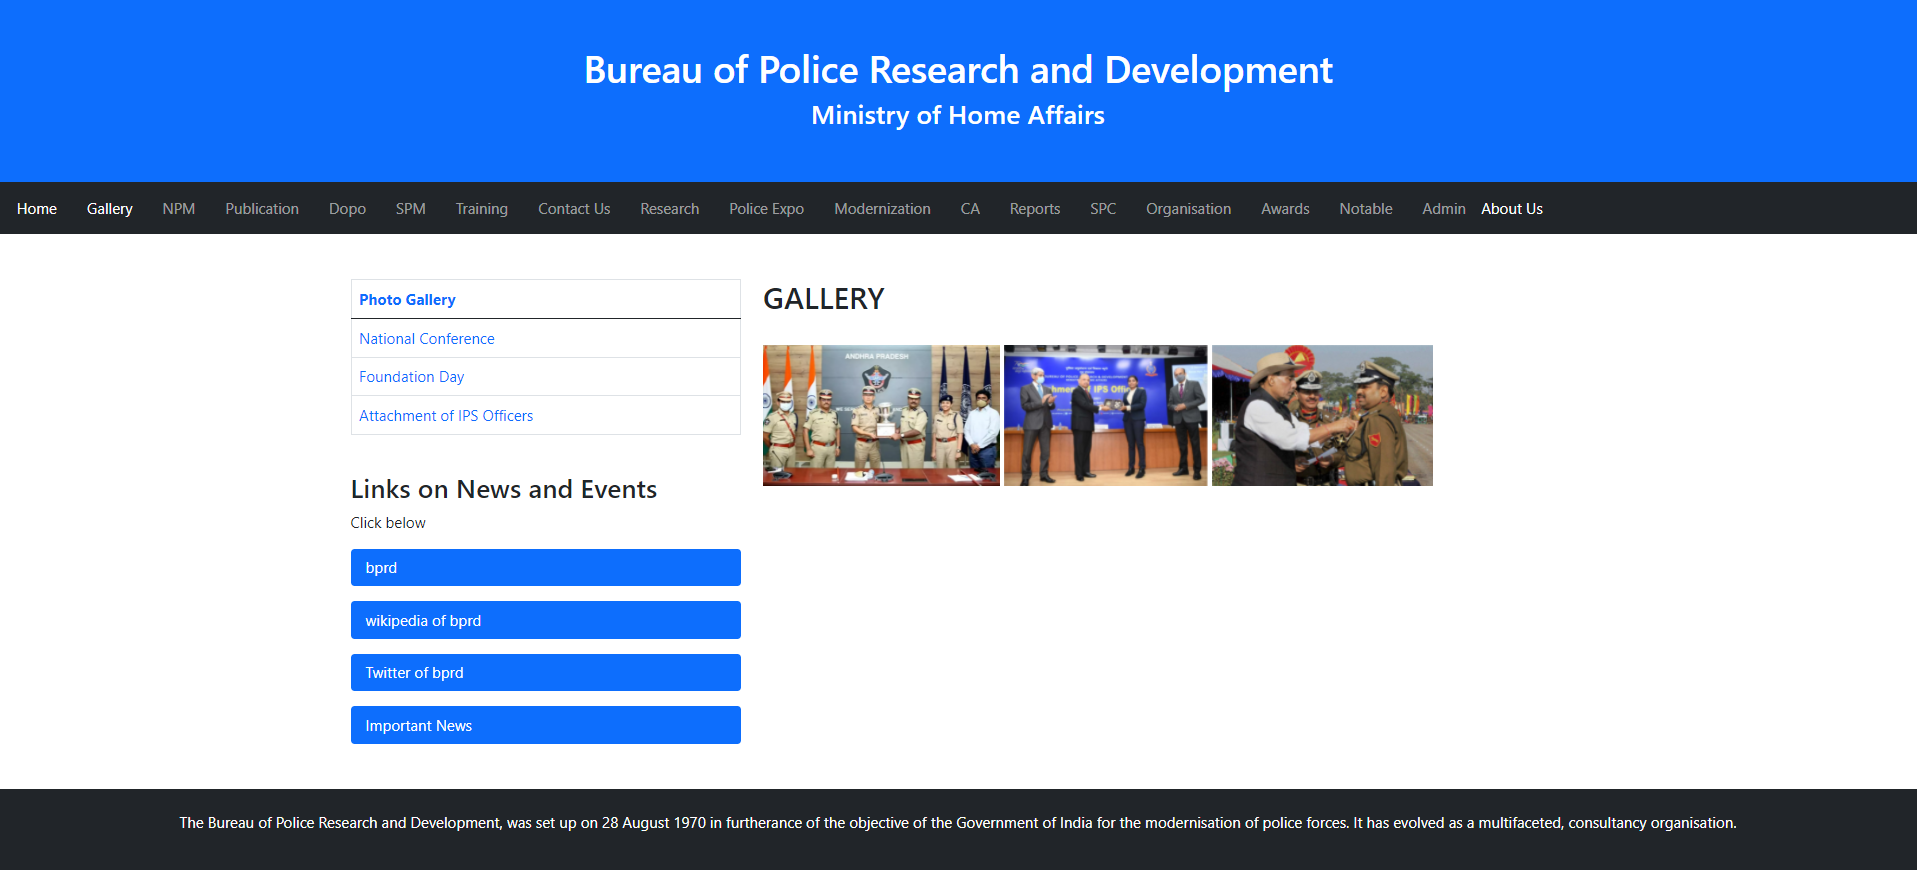 Bureau of Police Research and Development
Ministry of Home Affairs
Home Gallery NPM Publication Dopo SPM Training Contact Us Research Police Expo Modernization CA Reports SPC Organisation Awards Notable Admin About Us
Photo Gallery
National Conference
Foundation Day
Attachment of IPS Officers
Links on News and Events
Click below
bprd
wikipedia of bprd
Twitter of bprd
Important News
GALLERY
ANDHRA PRADESH
The Bureau of Police Research and Development, was set up on 28 August 1970 in furtherance of the objective of the Government of India for the modernisation of police forces. It has evolved as a multifaceted, consultancy organisation.